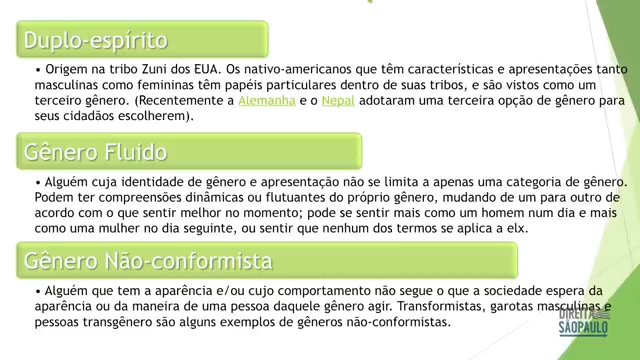 Duplo-espírito
• Origem na tribo Zuni dos EUA. Os nativo-americanos que têm características e apresentações tanto
masculinas como femininas têm papéis particulares dentro de suas tribos, e são vistos como um
terceiro gênero. (Recentemente a Alemanha e o Nepal adotaram uma terceira opção de gênero para
seus cidadãos escolherem).
Gênero Fluido
• Alguém cuja identidade de gênero e apresentação não se limita a apenas uma categoria de gênero.
Podem ter compreensões dinâmicas ou flutuantes do próprio gênero, mudando de um para outro de
acordo com o que sentir melhor no momento; pode se sentir mais como um homem num dia e mais
como uma mulher no dia seguinte, ou sentir que nenhum dos termos se aplica a elx.
Gênero Não-conformista
• Alguém que tem a aparência e/ou cujo comportamento não segue o que a sociedade espera da
aparência ou da maneira de uma pessoa daquele gênero agir. Transformistas, garotas masculinas e
pessoas transgênero são alguns exemplos de gêneros não-conformistas.
DIREITA
SÃOPAULO